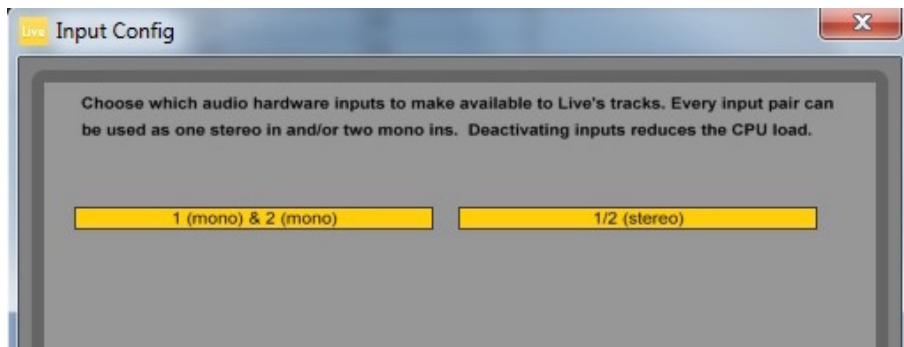 Live Input Config
X
Choose which audio hardware inputs to make available to Live's tracks. Every input pair can
be used as one stereo in and/or two mono ins. Deactivating inputs reduces the CPU load.
1 (mono) & 2 (mono) 1/2 (stereo)